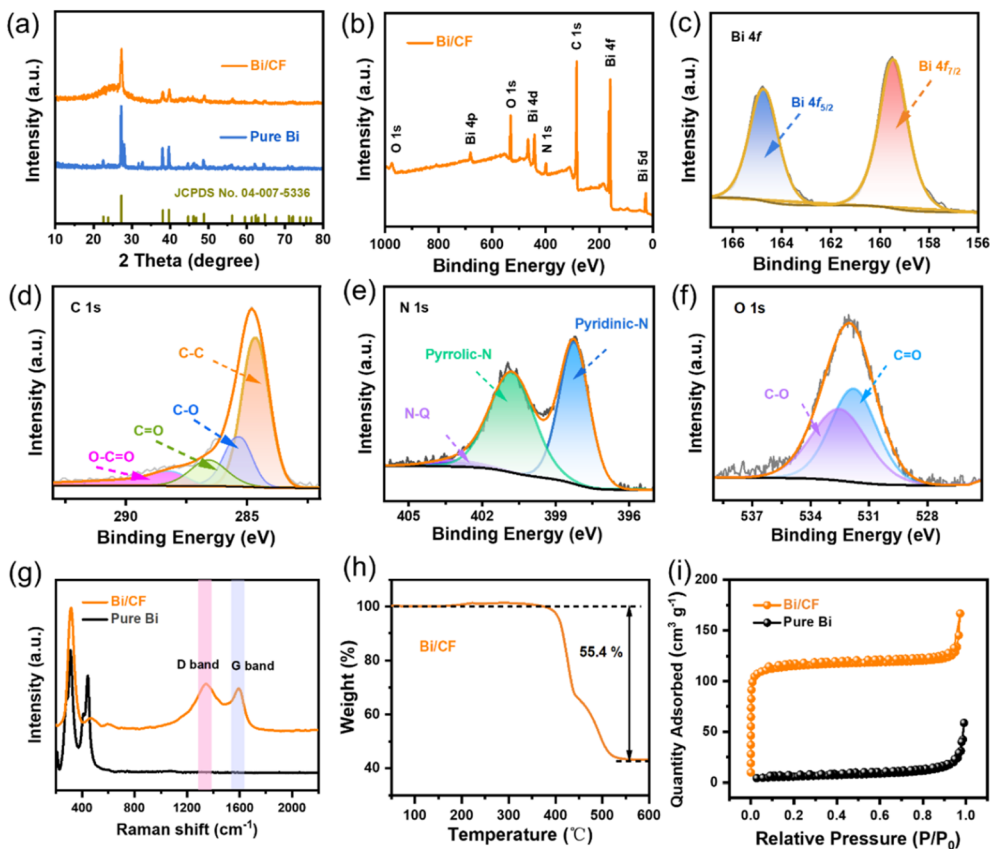 (a)
Intensity (a.u.)
Bi/CF
Pure Bi
JCPDS No. 04-007-5336
10 20 30 40 50 60 70 80
2 Theta (degree)
(b)
Intensity (a.u.)
Bi/CF
O 1s
Bi 4p
O 1s
Bi 4d
N 1s
C 1s
Bi 4f
Bi 5d
1000 800 600 400 200 0
Binding Energy (eV)
(c)
Intensity (a.u.)
Bi 4f
Bi 4f5/2
Bi 4f7/2
166 164 162 160 158 156
Binding Energy (eV)
(d)
Intensity (a.u.)
C 1s
C-C
C-O
C=O
O-C=O
290 285
Binding Energy (eV)
(e)
Intensity (a.u.)
N 1s
Pyridinic-N
Pyrrolic-N
N-Q
405 402 399 396
Binding Energy (eV)
(f)
Intensity (a.u.)
O 1s
C=O
C-O
537 534 531 528
Binding Energy (eV)
(g)
Intensity (a.u.)
Bi/CF
Pure Bi
D band
G band
400 800 1200 1600 2000
Raman shift (cm-1)
(h)
Weight (%)
100
80
60
40
Bi/CF
55.4 %
100 200 300 400 500 600
Temperature (℃)
(i)
Quantity Adsorbed (cm3 g-1)
200
150
100
50
0
Bi/CF
Pure Bi
0.0 0.2 0.4 0.6 0.8 1.0
Relative Pressure (P/P0)